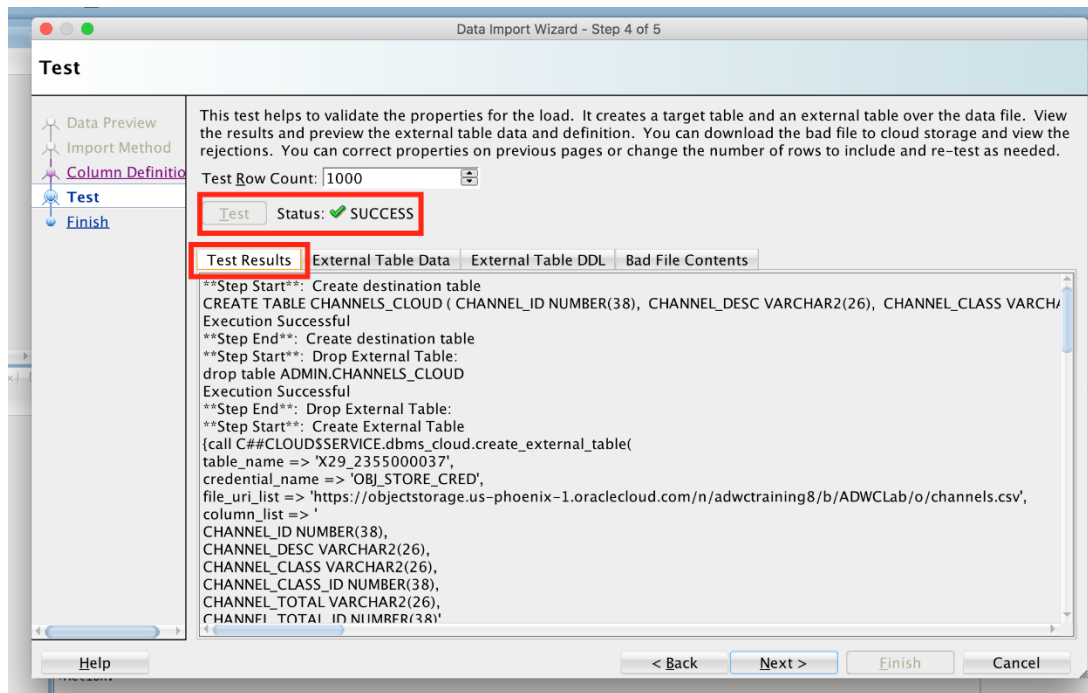 Data Import Wizard - Step 4 of 5
Test
Data Preview
Import Method
Column Definitio
Test
Finish
This test helps to validate the properties for the load. It creates a target table and an external table over the data file. View
the results and preview the external table data and definition. You can download the bad file to cloud storage and view the
rejections. You can correct properties on previous pages or change the number of rows to include and re-test as needed.
Test Row Count: 1000
Test Status: SUCCESS
Test Results External Table Data External Table DDL Bad File Contents
**Step Start**: Create destination table
CREATE TABLE CHANNELS_CLOUD ( CHANNEL_ID NUMBER(38), CHANNEL_DESC VARCHAR2(26), CHANNEL_CLASS VARCHA
Execution Successful
**Step End**: Create destination table
**Step Start**: Drop External Table:
drop table ADMIN.CHANNELS_CLOUD
Execution Successful
**Step End**: Drop External Table:
**Step Start**: Create External Table
{call C##CLOUD$SERVICE.dbms_cloud.create_external_table(
table_name => 'X29_2355000037',
credential_name => 'OBJ_STORE_CRED',
file_uri_list => 'https://objectstorage.us-phoenix-1.oraclecloud.com/n/adwctraining8/b/ADWCLab/o/channels.csv',
column_list => '
CHANNEL_ID NUMBER(38),
CHANNEL_DESC VARCHAR2(26),
CHANNEL_CLASS VARCHAR2(26),
CHANNEL_CLASS_ID NUMBER(38),
CHANNEL_TOTAL VARCHAR2(26),
CHANNEL_TOTAL_ID NUMBER(38)'
Help < Back Next > Finish Cancel